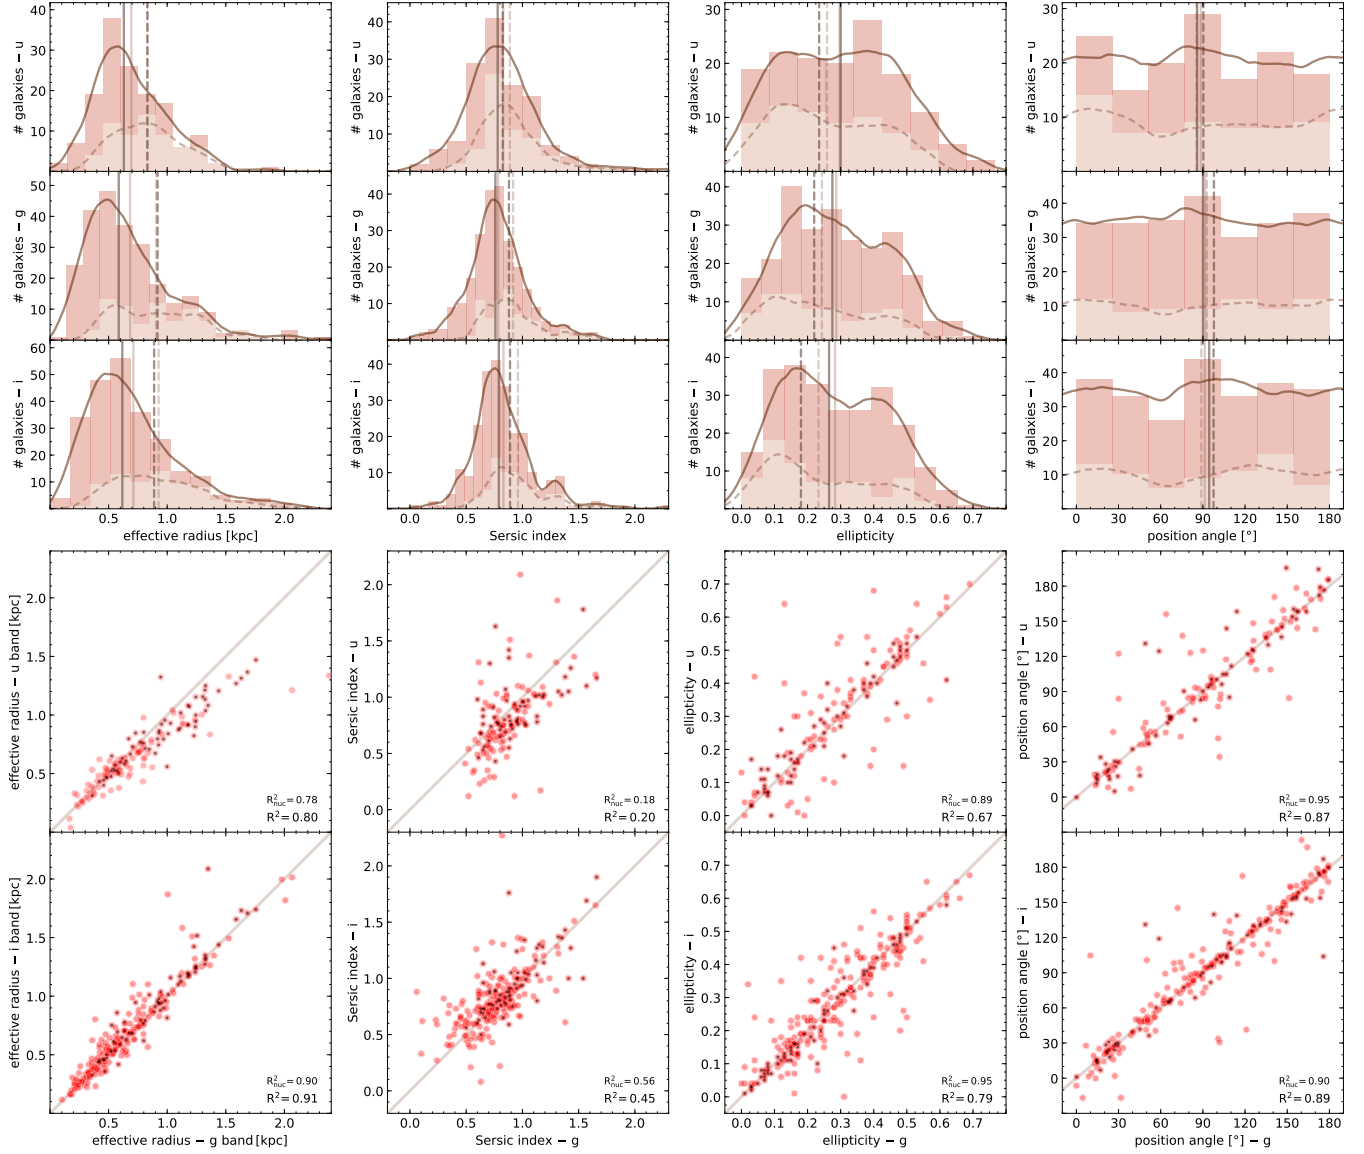 # galaxies − u
40
30
20
10
# galaxies − u
40
30
20
10
# galaxies − u
30
20
10
# galaxies − u
30
20
10
0
# galaxies − g
50
40
30
20
10
# galaxies − g
40
30
20
10
# galaxies − g
40
30
20
10
# galaxies − g
40
30
20
10
0
# galaxies − i
60
50
40
30
20
10
0.5 1.0 1.5 2.0
effective radius [kpc]
# galaxies − i
40
30
20
10
0
0.0 0.5 1.0 1.5 2.0
Sersic index
# galaxies − i
40
30
20
10
0.0 0.1 0.2 0.3 0.4 0.5 0.6 0.7
ellipticity
# galaxies − i
40
30
20
10
0
0 30 60 90 120 150 180
position angle [°]
effective radius − u band [kpc]
2.0
1.5
1.0
0.5
R²nuc = 0.78
R² = 0.80
Sersic index − u
2.0
1.5
1.0
0.5
0.0
R²nuc = 0.18
R² = 0.20
ellipticity − u
0.7
0.6
0.5
0.4
0.3
0.2
0.1
0.0
R²nuc = 0.89
R² = 0.67
position angle [°] − u
180
150
120
90
60
30
0
R²nuc = 0.95
R² = 0.87
effective radius − i band [kpc]
2.0
1.5
1.0
0.5
R²nuc = 0.90
R² = 0.91
0.5 1.0 1.5 2.0
effective radius − g band [kpc]
Sersic index − i
2.0
1.5
1.0
0.5
0.0
R²nuc = 0.56
R² = 0.45
0.0 0.5 1.0 1.5 2.0
Sersic index − g
ellipticity − i
0.7
0.6
0.5
0.4
0.3
0.2
0.1
0.0
R²nuc = 0.95
R² = 0.79
0.0 0.1 0.2 0.3 0.4 0.5 0.6 0.7
ellipticity − g
position angle [°] − i
180
150
120
90
60
30
0
R²nuc = 0.90
R² = 0.89
0 30 60 90 120 150 180
position angle [°] − g